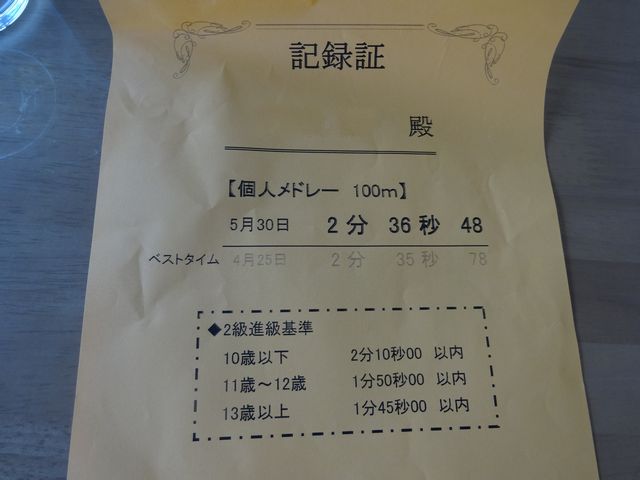 記録証
殿
【個人メドレー 100m】
5月30日 2分 36秒 48
ベストタイム 4月25日 2分 35秒 78
◆2級進級基準
10歳以下 2分10秒00 以内
11歳～12歳 1分50秒00 以内
13歳以上 1分45秒00 以内